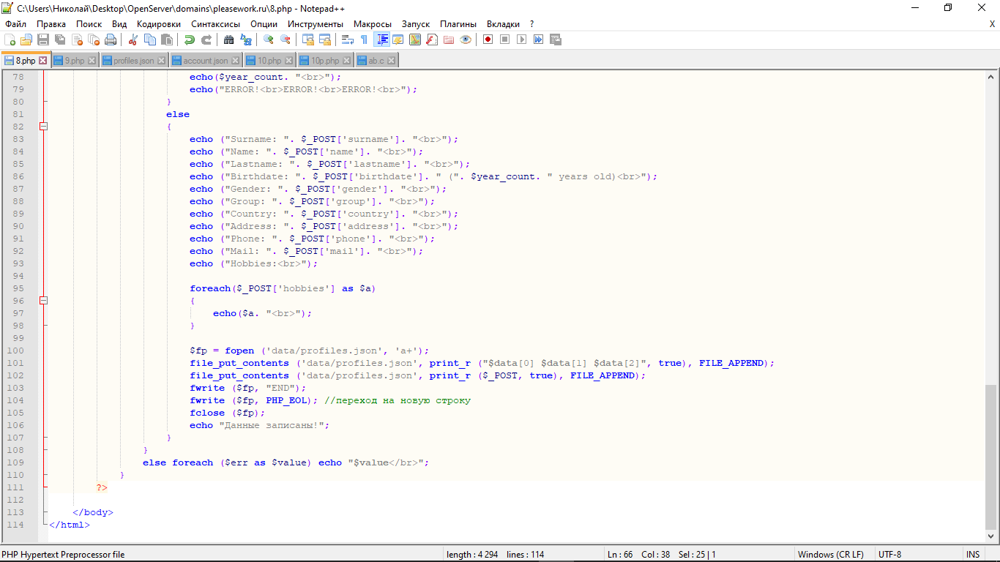 C:\Users\Николай\Desktop\OpenServer\domains\pleasework.ru\8.php - Notepad++
Файл Правка Поиск Вид Кодировки Синтаксисы Опции Инструменты Макросы Запуск Плагины Вкладки ? X
8.php 9.php profiles.json account.json 10.php 10p.php ab.c
78 echo($year_count. "<br>");
79 echo("ERROR!<br>ERROR!<br>ERROR!<br>");
80 }
81 else
82 {
83 echo ("Surname: ". $_POST['surname']. "<br>");
84 echo ("Name: ". $_POST['name']. "<br>");
85 echo ("Lastname: ". $_POST['lastname']. "<br>");
86 echo ("Birthdate: ". $_POST['birthdate']. " (". $year_count. " years old)<br>");
87 echo ("Gender: ". $_POST['gender']. "<br>");
88 echo ("Group: ". $_POST['group']. "<br>");
89 echo ("Country: ". $_POST['country']. "<br>");
90 echo ("Address: ". $_POST['address']. "<br>");
91 echo ("Phone: ". $_POST['phone']. "<br>");
92 echo ("Mail: ". $_POST['mail']. "<br>");
93 echo ("Hobbies:<br>");
94
95 foreach($_POST['hobbies'] as $a)
96 {
97 echo($a. "<br>");
98 }
99
100 $fp = fopen ('data/profiles.json', 'a+');
101 file_put_contents ('data/profiles.json', print_r ("$data[0] $data[1] $data[2]", true), FILE_APPEND);
102 file_put_contents ('data/profiles.json', print_r ($_POST, true), FILE_APPEND);
103 fwrite ($fp, "END");
104 fwrite ($fp, PHP_EOL); //переход на новую строку
105 fclose ($fp);
106 echo "Данные записаны!";
107 }
108 }
109 else foreach ($err as $value) echo "$value</br>";
110 }
111 ?>
112
113 </body>
114 </html>
PHP Hypertext Preprocessor file length : 4 294 lines : 114 Ln : 66 Col : 38 Sel : 25 | 1 Windows (CR LF) UTF-8 INS